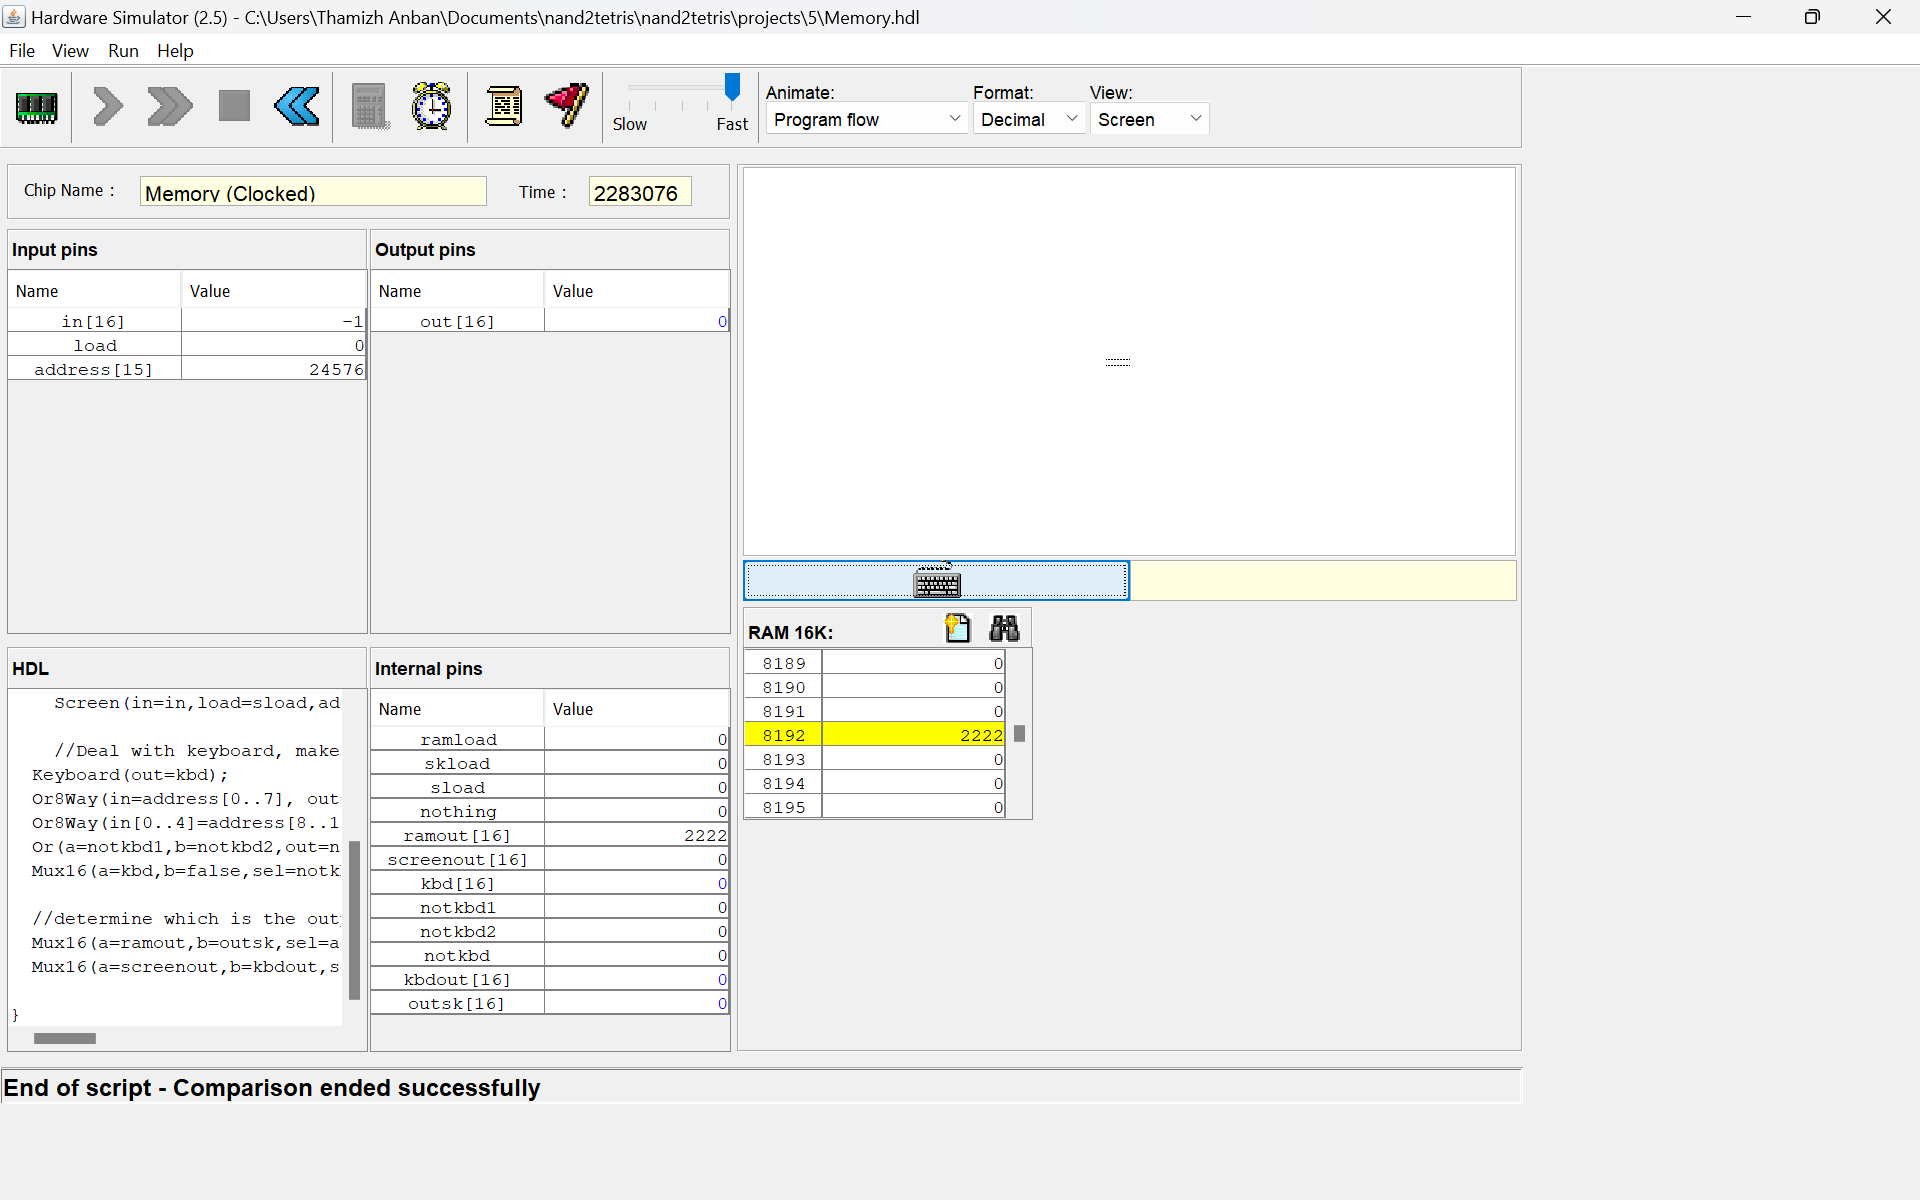 Hardware Simulator (2.5) - C:\Users\Thamizh Anban\Documents\nand2tetris\nand2tetris\projects\5\Memory.hdl
File View Run Help
Slow Fast
Animate: Format: View:
Program flow Decimal Screen
Chip Name : Memory (Clocked) Time : 2283076
Input pins
Name Value
in[16] -1
load 0
address[15] 24576
Output pins
Name Value
out[16] 0
HDL
Screen(in=in,load=sload,ad
//Deal with keyboard, make
Keyboard(out=kbd);
Or8Way(in=address[0..7], out
Or8Way(in[0..4]=address[8..1
Or(a=notkbd1,b=notkbd2,out=n
Mux16(a=kbd,b=false,sel=notk
//determine which is the out
Mux16(a=ramout,b=outsk,sel=a
Mux16(a=screenout,b=kbdout,s
}
Internal pins
Name Value
ramload 0
skload 0
sload 0
nothing 0
ramout[16] 2222
screenout[16] 0
kbd[16] 0
notkbd1 0
notkbd2 0
notkbd 0
kbdout[16] 0
outsk[16] 0
RAM 16K:
8189 0
8190 0
8191 0
8192 2222
8193 0
8194 0
8195 0
End of script - Comparison ended successfully